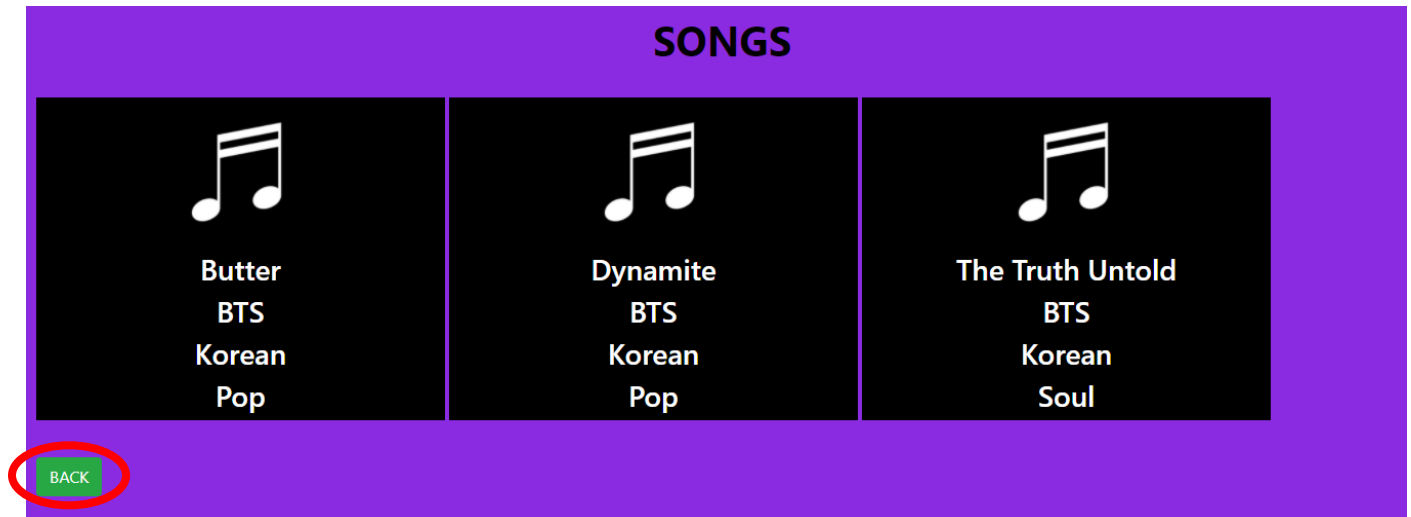 SONGS
Butter
BTS
Korean
Pop
Dynamite
BTS
Korean
Pop
The Truth Untold
BTS
Korean
Soul
BACK